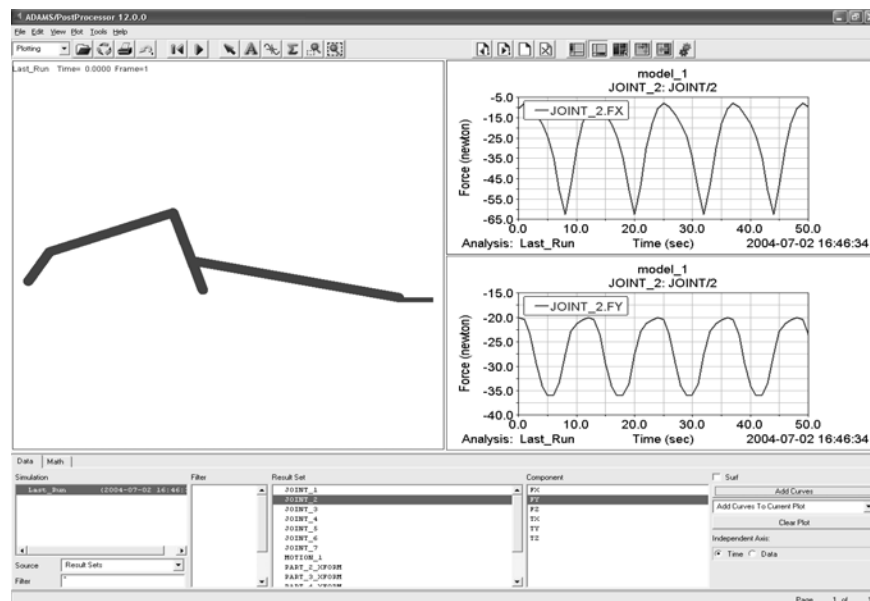 ADAMS/PostProcessor 12.0.0
File Edit View Plot Tools Help
Plotting
Last_Run Time= 0.0000 Frame=1
model_1
JOINT_2: JOINT/2
-5.0
-15.0
-25.0
-35.0
-45.0
-55.0
-65.0
Force (newton)
JOINT_2.FX
0.0 10.0 20.0 30.0 40.0 50.0
Analysis: Last_Run Time (sec) 2004-07-02 16:46:34
model_1
JOINT_2: JOINT/2
-15.0
-20.0
-25.0
-30.0
-35.0
-40.0
Force (newton)
JOINT_2.FY
0.0 10.0 20.0 30.0 40.0 50.0
Analysis: Last_Run Time (sec) 2004-07-02 16:46:34
Data Math
Simulation Filter Result Set Component Surf
Last_Run (2004-07-02 16:46:
JOINT_1
JOINT_2
JOINT_3
JOINT_4
JOINT_5
JOINT_6
JOINT_7
MOTION_1
PART_2_XFORM
PART_3_XFORM
PART_4_XFORM
FX
FY
FZ
TX
TY
TZ
Add Curves
Add Curves To Current Plot
Clear Plot
Independent Axis:
Time Data
Source Result Sets
Filter *
Page 1 of